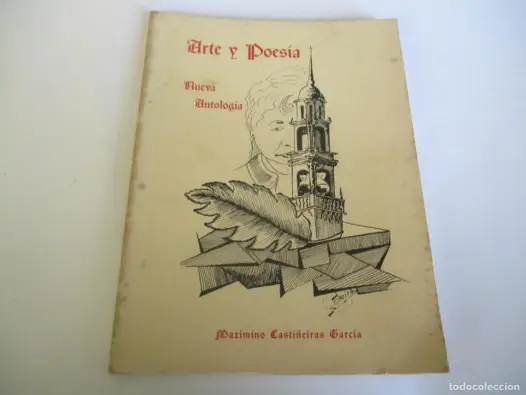 Arte y Poesía
Nueva
Antología
Maximino Castiñeiras García
todocoleccion